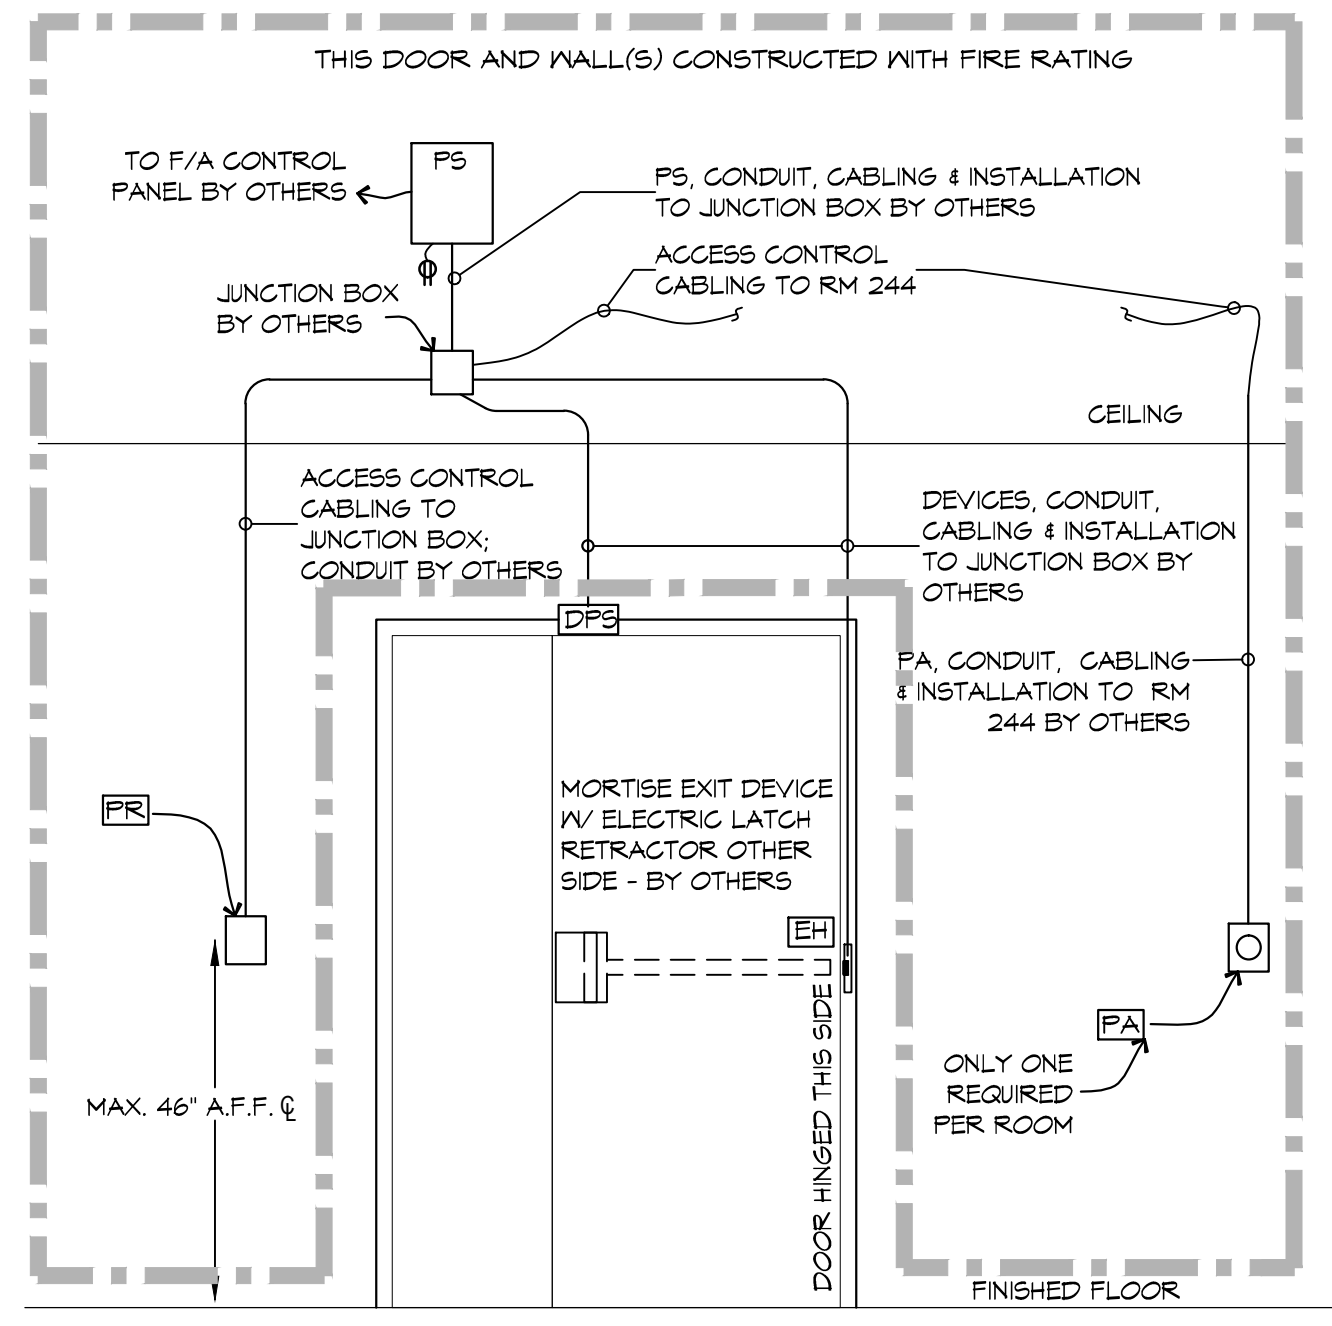 THIS DOOR AND WALL(S) CONSTRUCTED WITH FIRE RATING
TO F/A CONTROL
PANEL BY OTHERS
PS
PS, CONDUIT, CABLING & INSTALLATION
TO JUNCTION BOX BY OTHERS
ACCESS CONTROL
CABLING TO RM 244
JUNCTION BOX
BY OTHERS
CEILING
ACCESS CONTROL
CABLING TO
JUNCTION BOX;
CONDUIT BY OTHERS
DEVICES, CONDUIT,
CABLING & INSTALLATION
TO JUNCTION BOX BY
OTHERS
DPS
PA, CONDUIT, CABLING
& INSTALLATION TO RM
244 BY OTHERS
MORTISE EXIT DEVICE
W/ ELECTRIC LATCH
RETRACTOR OTHER
SIDE - BY OTHERS
PR
EH
DOOR HINGED THIS SIDE
PA
ONLY ONE
REQUIRED
PER ROOM
MAX. 46" A.F.F. ℄
FINISHED FLOOR